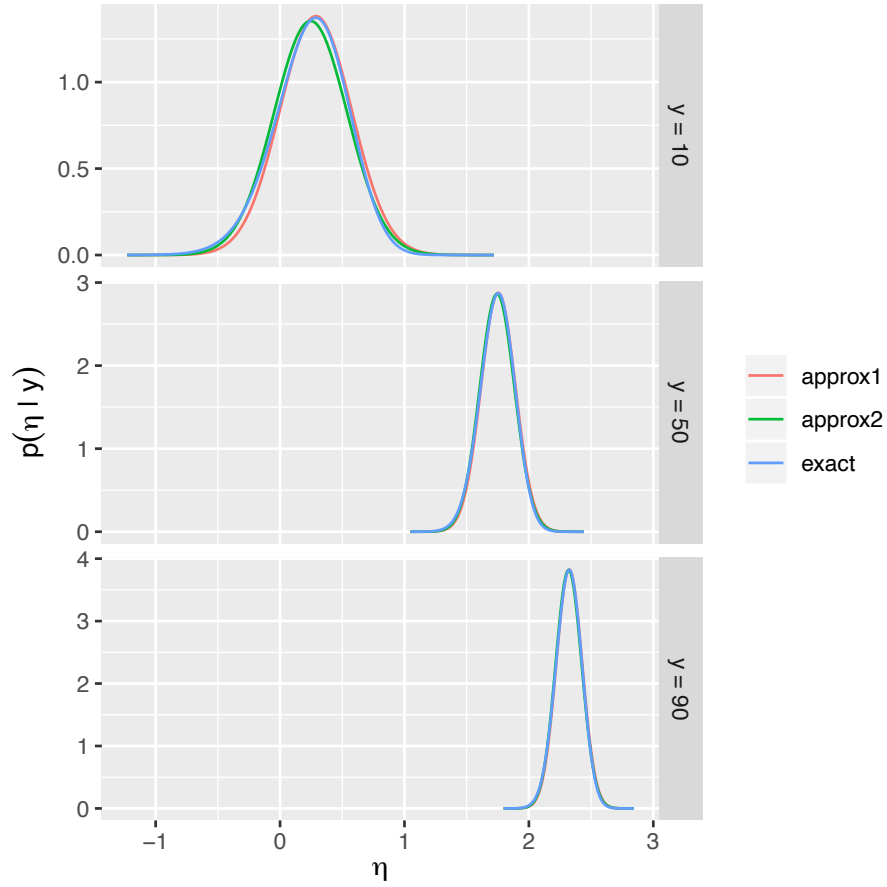 1.0
0.5
0.0
y = 10
3
2
1
0
y = 50
4
3
2
1
0
y = 90
−1
0
1
2
3
η
p(η | y)
approx1
approx2
exact